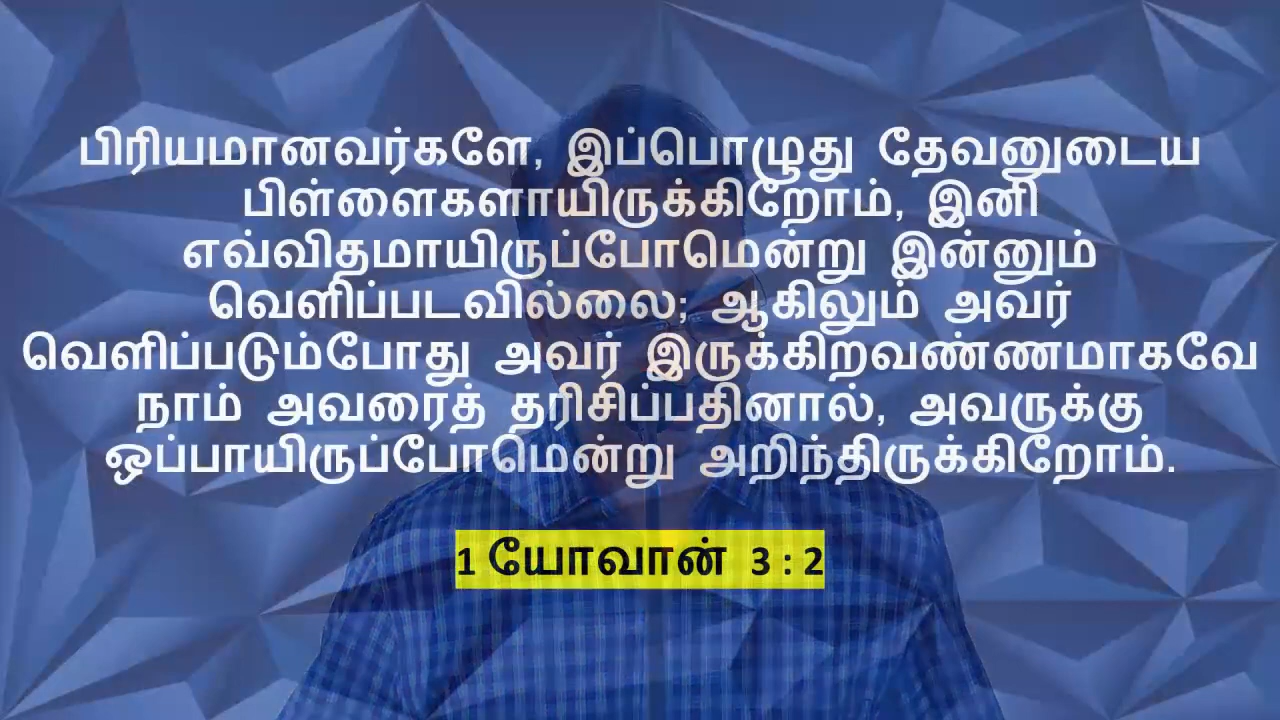 பிரியமானவர்களே, இப்பொழுது தேவனுடைய
பிள்ளைகளாயிருக்கிறோம், இனி
எவ்விதமாயிருப்போமென்று இன்னும்
வெளிப்படவில்லை; ஆகிலும் அவர்
வெளிப்படும்போது அவர் இருக்கிறவண்ணமாகவே
நாம் அவரைத் தரிசிப்பதினால், அவருக்கு
ஒப்பாயிருப்போமென்று அறிந்திருக்கிறோம்.
1 யோவான் 3 : 2